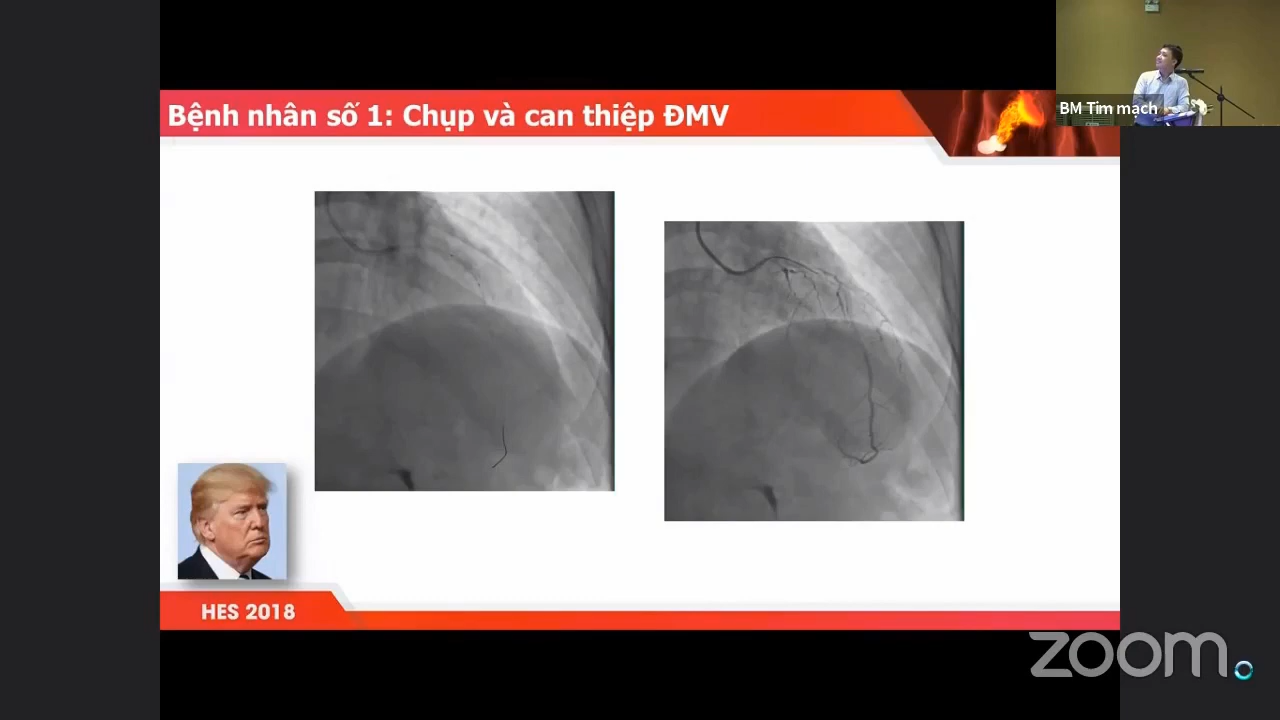 Bệnh nhân số 1: Chụp và can thiệp ĐMV
BM Tim mạch
HES 2018
zoom